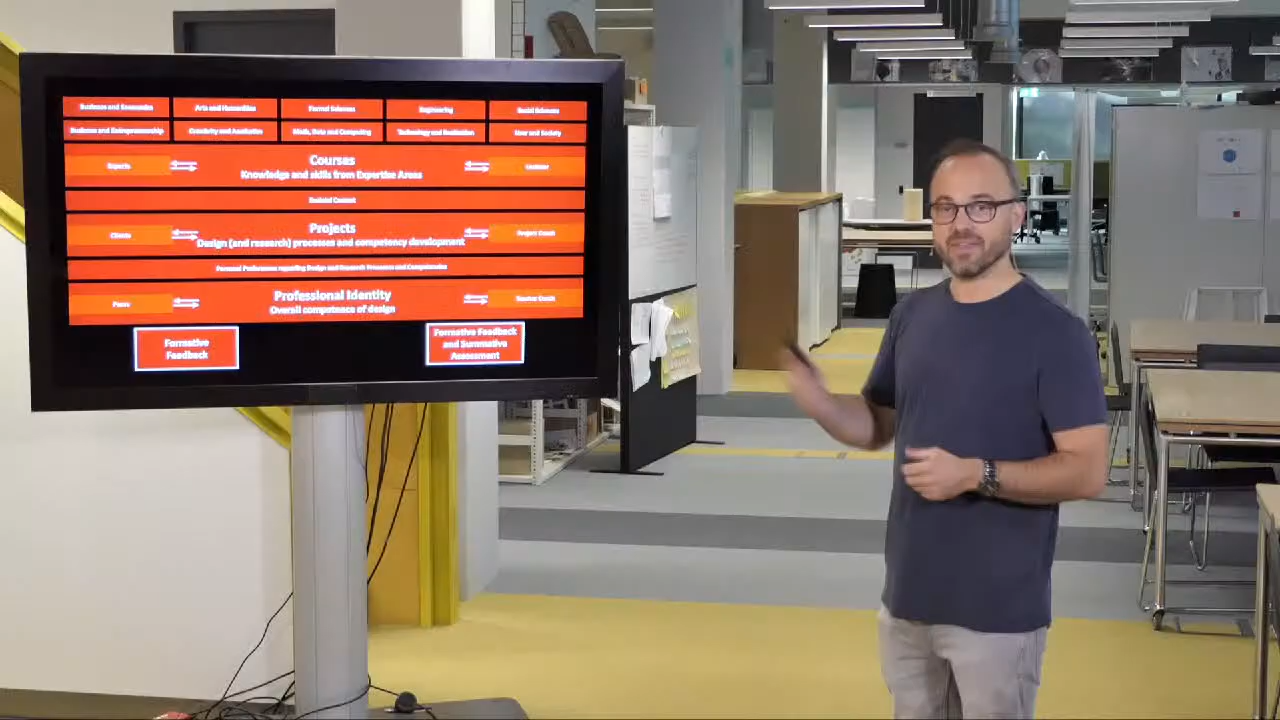 Business and Economics
Arts and Humanities
Formal Sciences
Engineering
Social Sciences
Business and Entrepreneurship
Creativity and Aesthetics
Math, Data and Computing
Technology and Realization
User and Society
Experts
Courses
Lecturer
Knowledge and skills from Expertise Areas
Clients
Projects
Project Coach
Design (and research) processes and competency development
Personal Preference regarding Design and Research Processes and Competencies
Peers
Professional Identity
Teacher Coach
Overall competence of design
Formative
Feedback
Formative Feedback
and Summative
Assessment